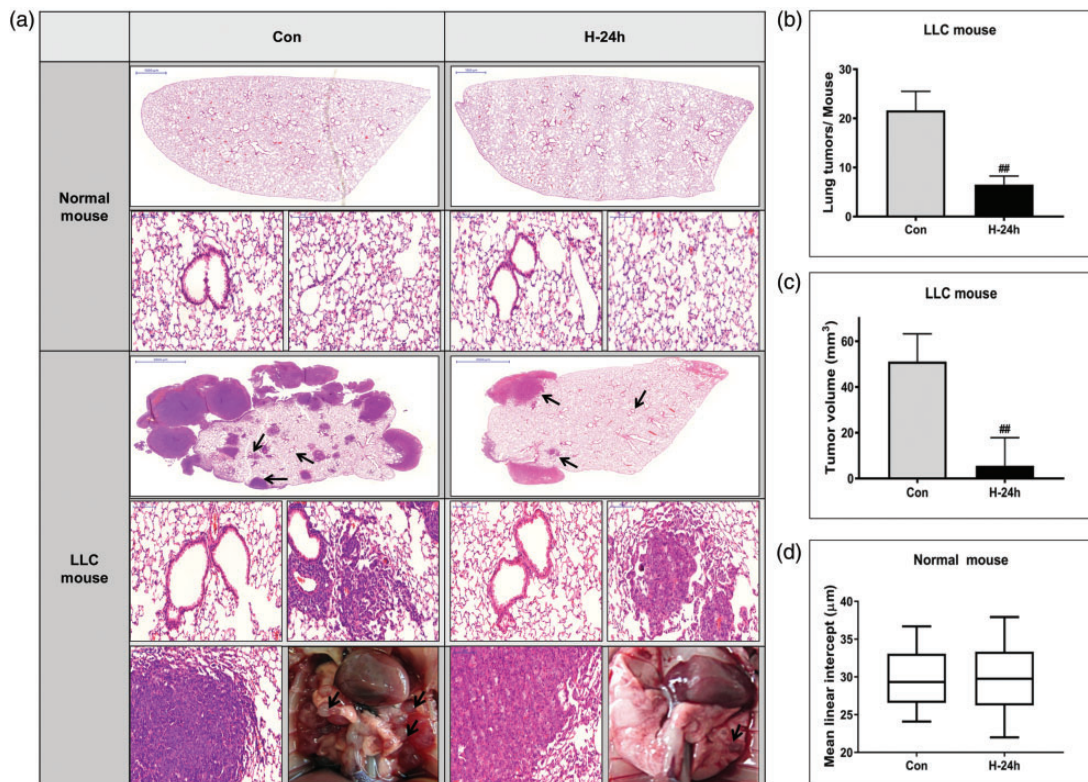 (a)
Con
H-24h
Normal
mouse
LLC
mouse
(b)
LLC mouse
Lung tumors/ Mouse
30
20
10
0
##
Con
H-24h
(c)
LLC mouse
Tumor volume (mm³)
60
40
20
0
##
Con
H-24h
(d)
Normal mouse
Mean linear intercept (μm)
40
35
30
25
20
Con
H-24h